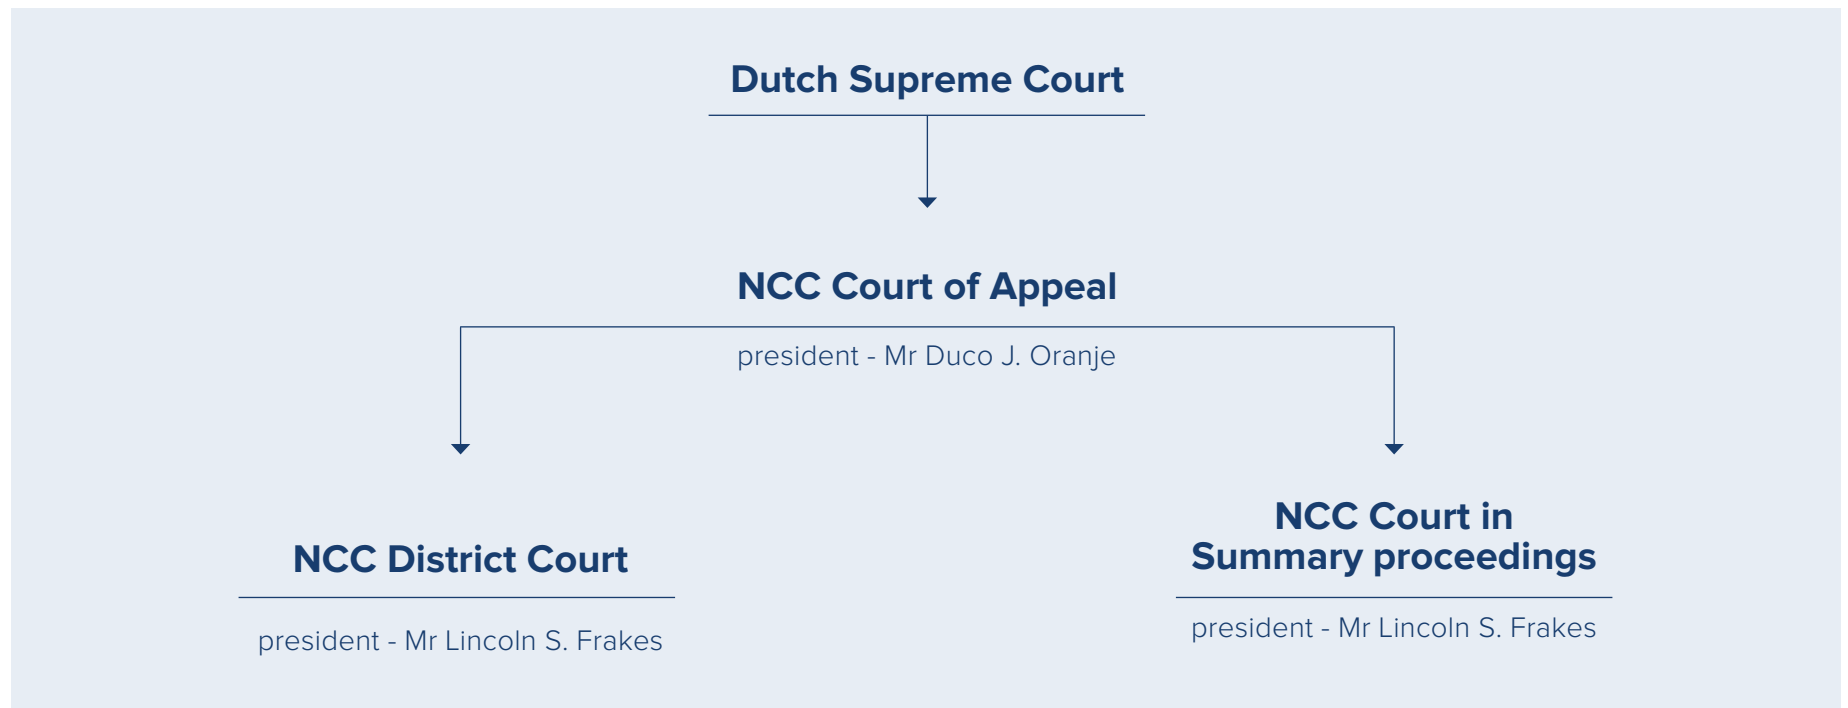 Dutch Supreme Court
NCC Court of Appeal
president - Mr Duco J. Oranje
NCC District Court
president - Mr Lincoln S. Frakes
NCC Court in
Summary proceedings
president - Mr Lincoln S. Frakes